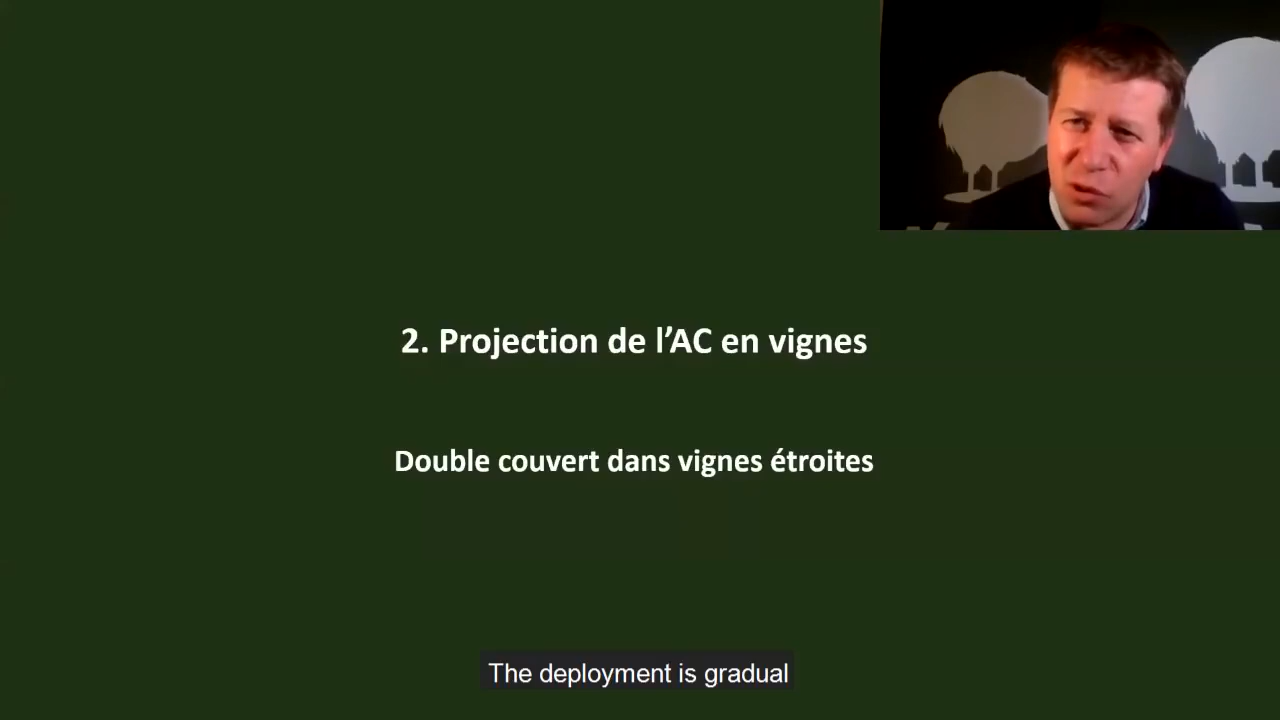 2. Projection de l’AC en vignes
Double couvert dans vignes étroites
The deployment is gradual